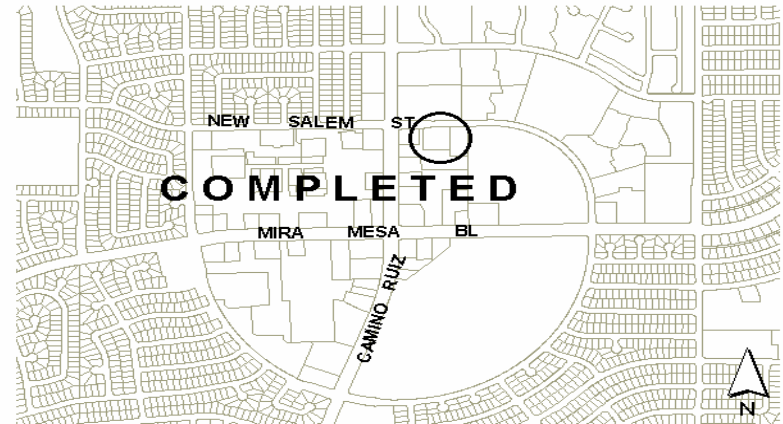 NEW SALEM ST
COMPLETED
MIRA MESA BL
CAMINO RUIZ
N